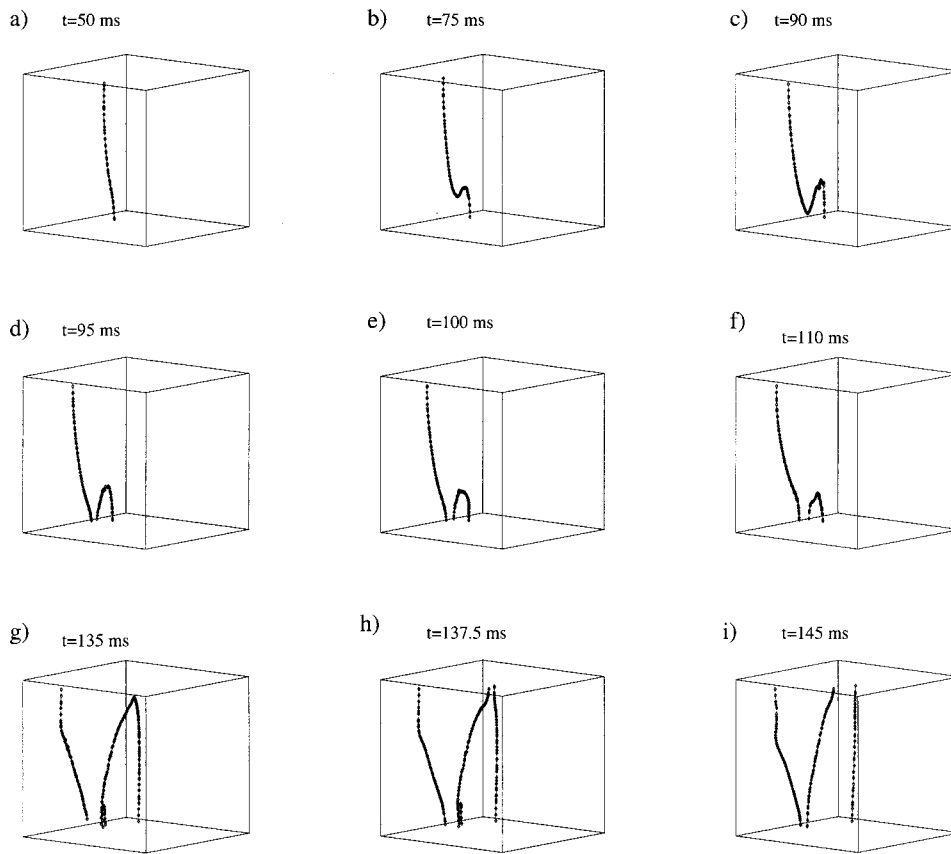 a) t=50 ms
b) t=75 ms
c) t=90 ms
d) t=95 ms
e) t=100 ms
f) t=110 ms
g) t=135 ms
h) t=137.5 ms
i) t=145 ms